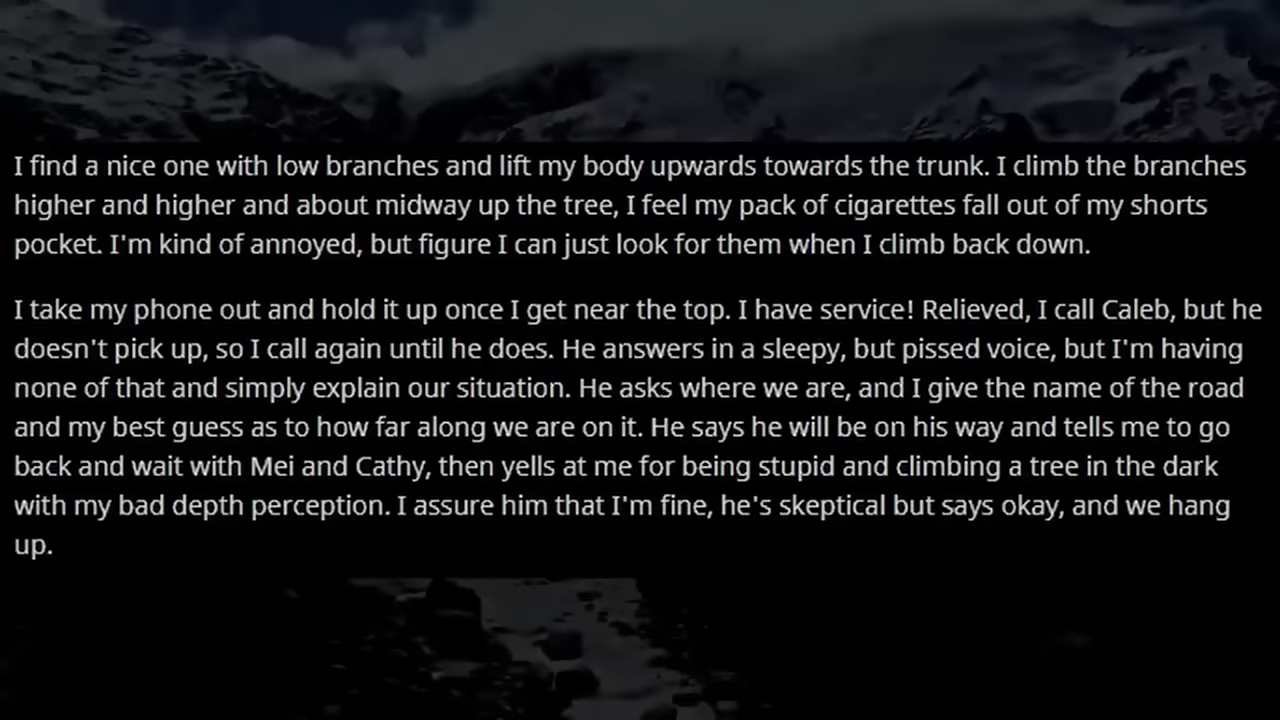 I find a nice one with low branches and lift my body upwards towards the trunk. I climb the branches
higher and higher and about midway up the tree, I feel my pack of cigarettes fall out of my shorts
pocket. I'm kind of annoyed, but figure I can just look for them when I climb back down.
I take my phone out and hold it up once I get near the top. I have service! Relieved, I call Caleb, but he
doesn't pick up, so I call again until he does. He answers in a sleepy, but pissed voice, but I'm having
none of that and simply explain our situation. He asks where we are, and I give the name of the road
and my best guess as to how far along we are on it. He says he will be on his way and tells me to go
back and wait with Mei and Cathy, then yells at me for being stupid and climbing a tree in the dark
with my bad depth perception. I assure him that I'm fine, he's skeptical but says okay, and we hang
up.